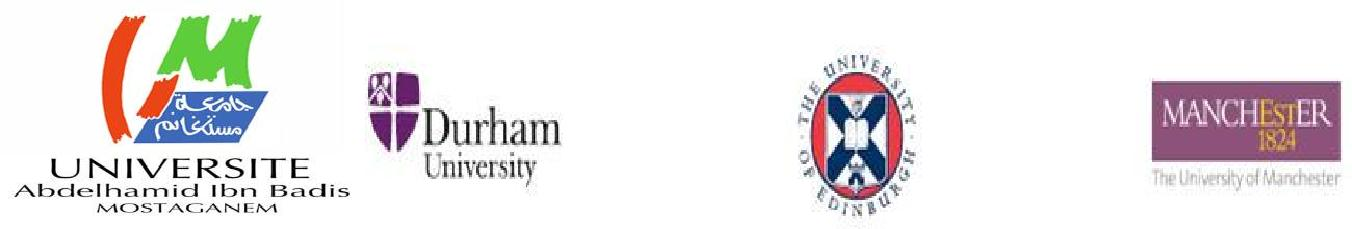 جامعة
مستغانم
UNIVERSITE
Abdelhamid Ibn Badis
MOSTAGANEM
Durham
University
THE UNIVERSITY
OF EDINBURGH
MANCHEstER
1824
The University of Manchester